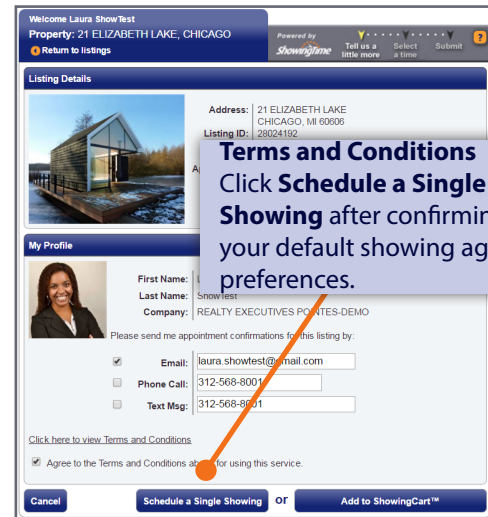 Welcome Laura ShowTest
Property: 21 ELIZABETH LAKE, CHICAGO
Return to listings
Powered by
ShowingTime
Tell us a little more
Select a time
Submit
?
Listing Details
Address: 21 ELIZABETH LAKE
CHICAGO, MI 60606
Listing ID: 28024192
Terms and Conditions
Click Schedule a Single
Showing after confirmin
your default showing ag
preferences.
My Profile
First Name:
Last Name: ShowTest
Company: REALTY EXECUTIVES POINTES-DEMO
Please send me appointment confirmations for this listing by:
Email: laura.showtest@gmail.com
Phone Call: 312-568-8001
Text Msg: 312-568-8001
Click here to view Terms and Conditions
Agree to the Terms and Conditions above for using this service.
Cancel
Schedule a Single Showing
or
Add to ShowingCart™